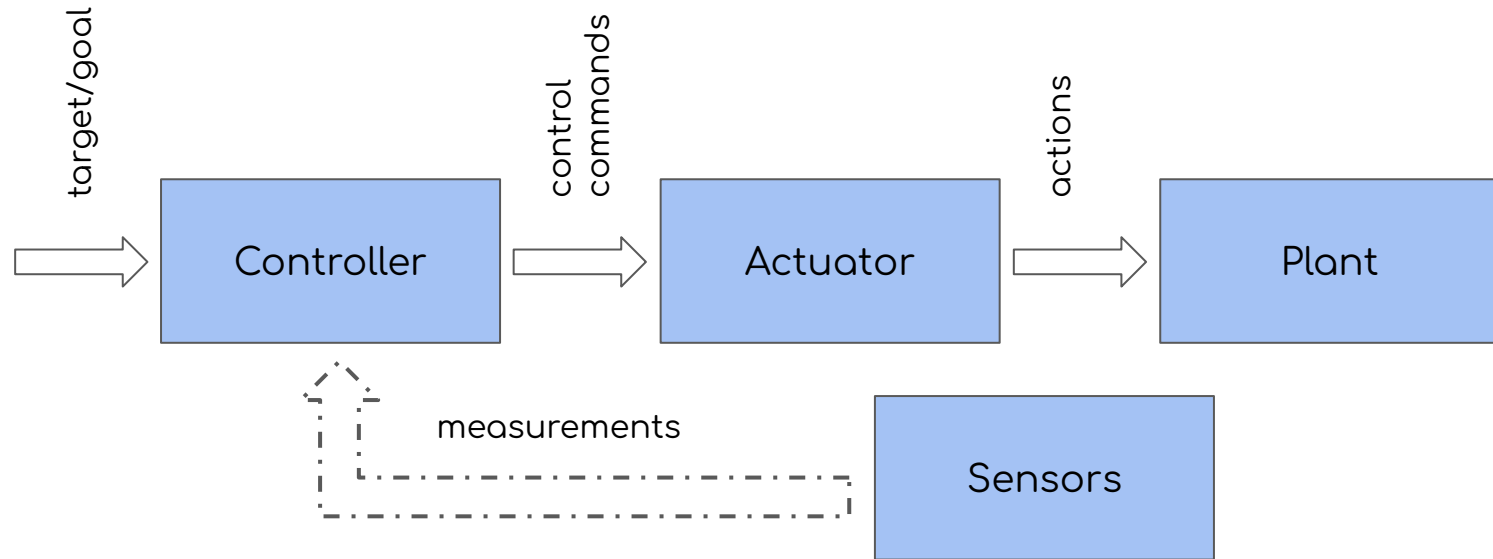 target/goal
control
commands
actions
Controller
Actuator
Plant
measurements
Sensors